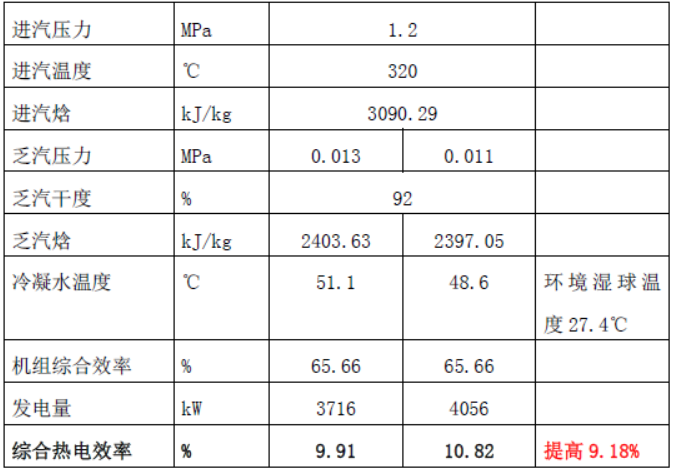 进汽压力 MPa 1.2
进汽温度 ℃ 320
进汽焓 kJ/kg 3090.29
乏汽压力 MPa 0.013 0.011
乏汽干度 % 92
乏汽焓 kJ/kg 2403.63 2397.05
冷凝水温度 ℃ 51.1 48.6 环境湿球温
度 27.4℃
机组综合效率 % 65.66 65.66
发电量 kW 3716 4056
综合热电效率 % 9.91 10.82 提高 9.18%